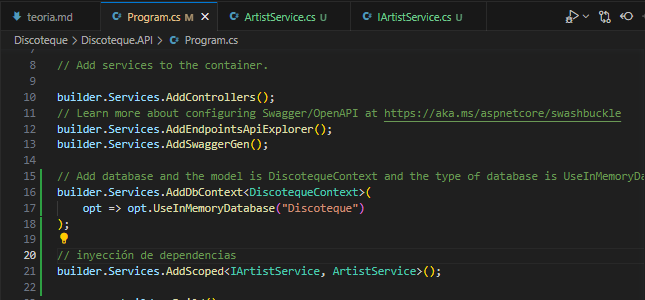 teoria.md
Program.cs M
ArtistService.cs U
IArtistService.cs U
Discoteque > Discoteque.API > Program.cs
8 // Add services to the container.
9
10 builder.Services.AddControllers();
11 // Learn more about configuring Swagger/OpenAPI at https://aka.ms/aspnetcore/swashbuckle
12 builder.Services.AddEndpointsApiExplorer();
13 builder.Services.AddSwaggerGen();
14
15 // Add database and the model is DiscotequeContext and the type of database is UseInMemoryDa
16 builder.Services.AddDbContext<DiscotequeContext>(
17 opt => opt.UseInMemoryDatabase("Discoteque")
18 );
19
20 // inyección de dependencias
21 builder.Services.AddScoped<IArtistService, ArtistService>();
22